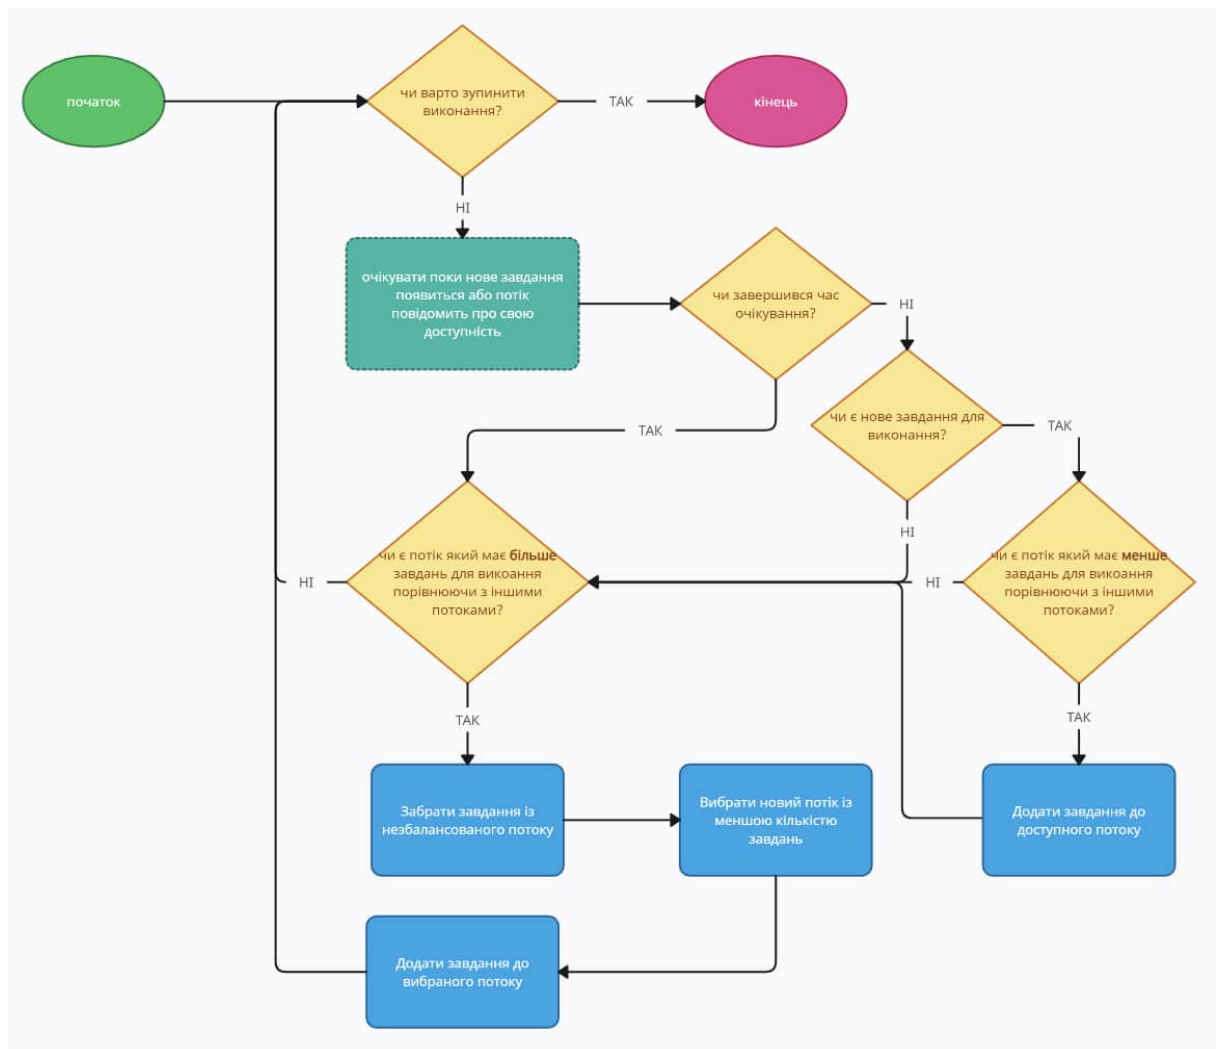 початок
чи варто зупинити
виконання?
ТАК
кінець
НІ
очікувати поки нове завдання
появиться або потік
повідомить про свою
доступність
чи завершився час
очікування?
НІ
ТАК
чи є нове завдання для
виконання?
ТАК
НІ
чи є потік який має більше
завдань для викоання
порівнюючи з іншими
потоками?
НІ
НІ
чи є потік який має менше
завдань для викоання
порівнюючи з іншими
потоками?
ТАК
ТАК
Забрати завдання із
незбалансованого потоку
Вибрати новий потік із
меншою кількістю
завдань
Додати завдання до
доступного потоку
Додати завдання до
вибраного потоку